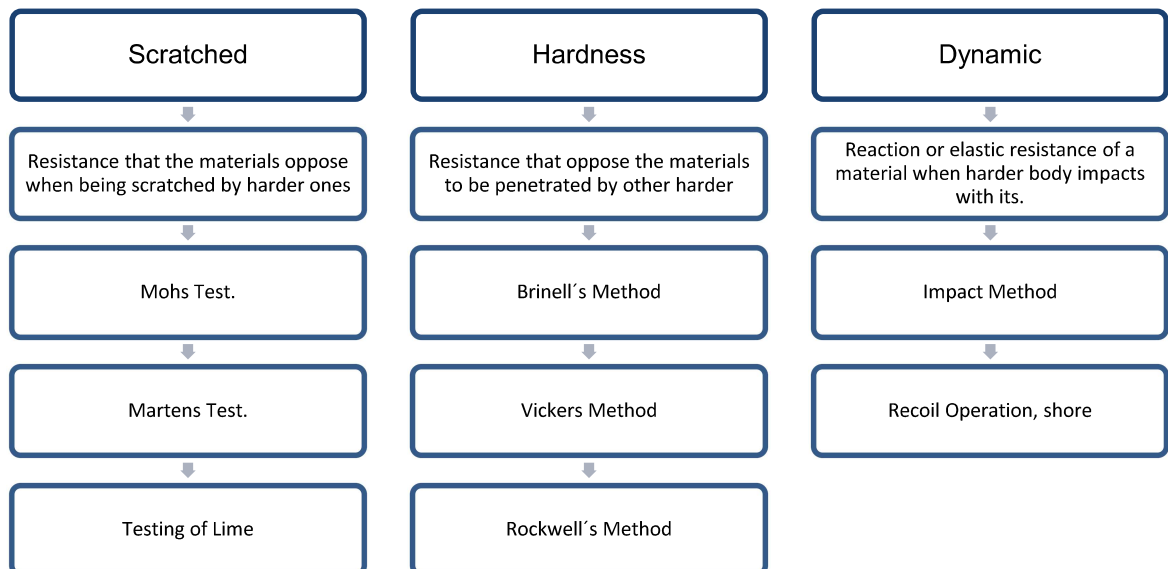 Scratched
Resistance that the materials oppose
when being scratched by harder ones
Mohs Test.
Martens Test.
Testing of Lime
Hardness
Resistance that oppose the materials
to be penetrated by other harder
Brinell´s Method
Vickers Method
Rockwell´s Method
Dynamic
Reaction or elastic resistance of a
material when harder body impacts
with its.
Impact Method
Recoil Operation, shore